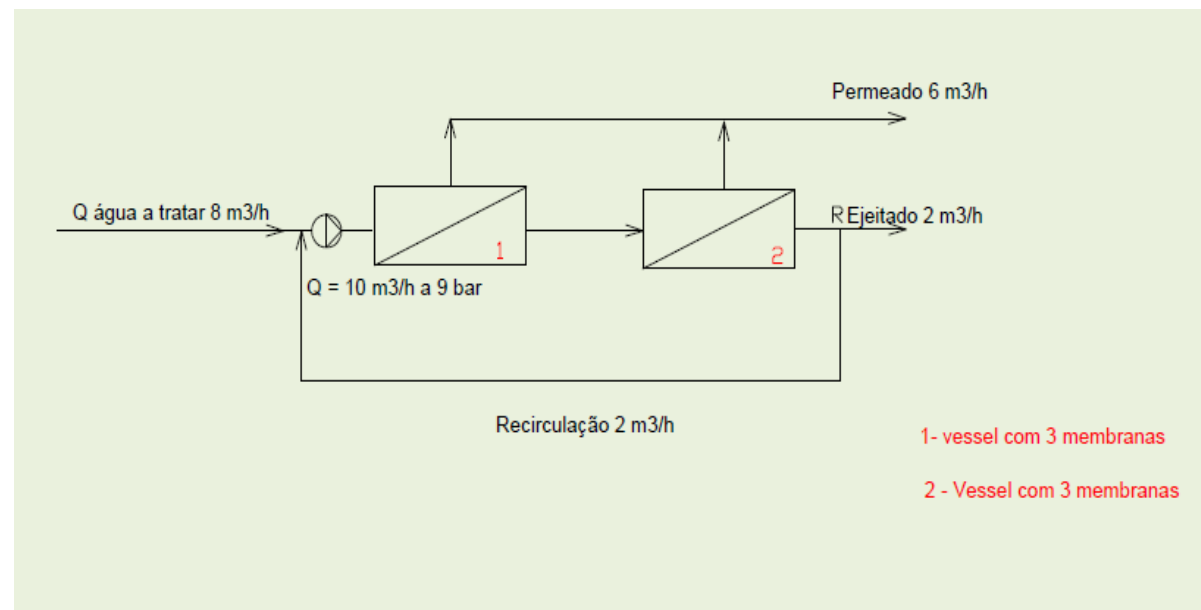 Permeado 6 m3/h
Q água a tratar 8 m3/h
REjeitado 2 m3/h
1
2
Q = 10 m3/h a 9 bar
Recirculação 2 m3/h
1- vessel com 3 membranas
2 - Vessel com 3 membranas